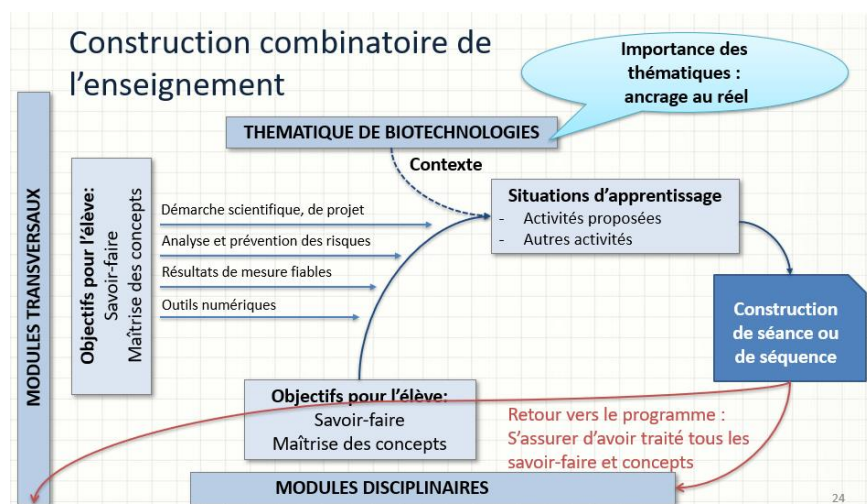 Construction combinatoire de
l’enseignement
Importance des
thématiques :
ancrage au réel
THEMATIQUE DE BIOTECHNOLOGIES
Contexte
MODULES TRANSVERSAUX
Objectifs pour l’élève:
Savoir-faire
Maîtrise des concepts
Démarche scientifique, de projet
Analyse et prévention des risques
Résultats de mesure fiables
Outils numériques
Situations d’apprentissage
- Activités proposées
- Autres activités
Construction
de séance ou
de séquence
Objectifs pour l’élève:
Savoir-faire
Maîtrise des concepts
Retour vers le programme :
S’assurer d’avoir traité tous les
savoir-faire et concepts
MODULES DISCIPLINAIRES
24